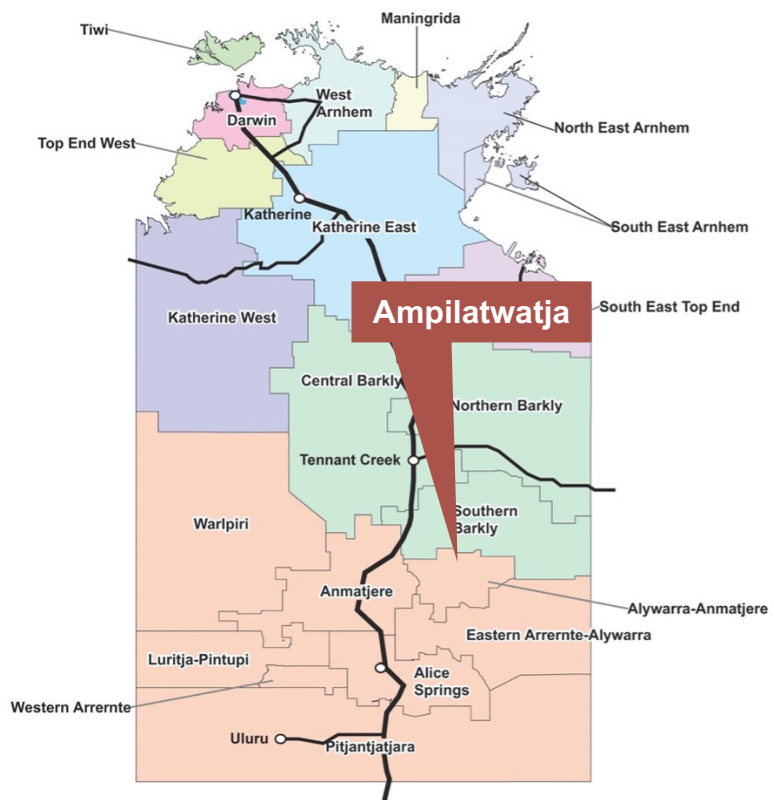 Maningrida
Tiwi
West
Arnhem
Darwin
North East Arnhem
Top End West
Katherine
Katherine East
South East Arnhem
South East Top End
Ampilatwatja
Katherine West
Central Barkly
Northern Barkly
Tennant Creek
Southern
Barkly
Warlpiri
Anmatjere
Alywarra-Anmatjere
Eastern Arrernte-Alywarra
Luritja-Pintupi
Alice
Springs
Western Arrernte
Uluru
Pitjantjatjara